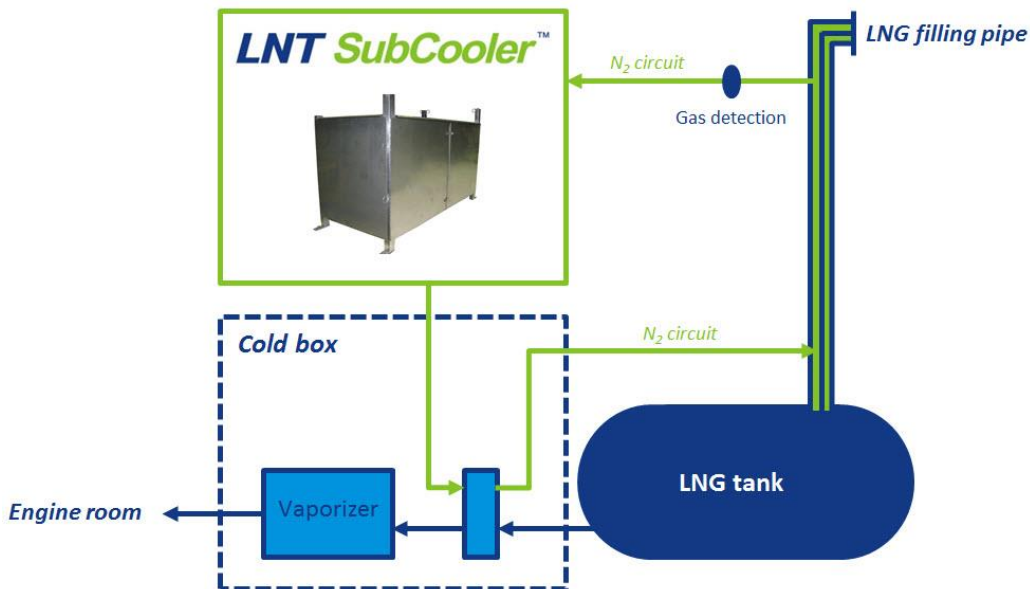 LNT SubCooler™
LNG filling pipe
N₂ circuit
Gas detection
Cold box
N₂ circuit
LNG tank
Vaporizer
Engine room